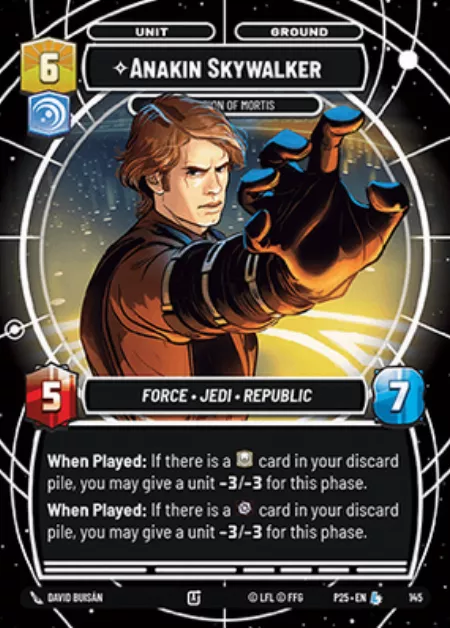 UNIT
GROUND
6
ANAKIN SKYWALKER
OF MORTIS
5
FORCE • JEDI • REPUBLIC
7
When Played: If there is a card in your discard
pile, you may give a unit -3/-3 for this phase.
When Played: If there is a card in your discard
pile, you may give a unit -3/-3 for this phase.
DAVID BUISÁN
© LFL © FFG
P25 • EN
145